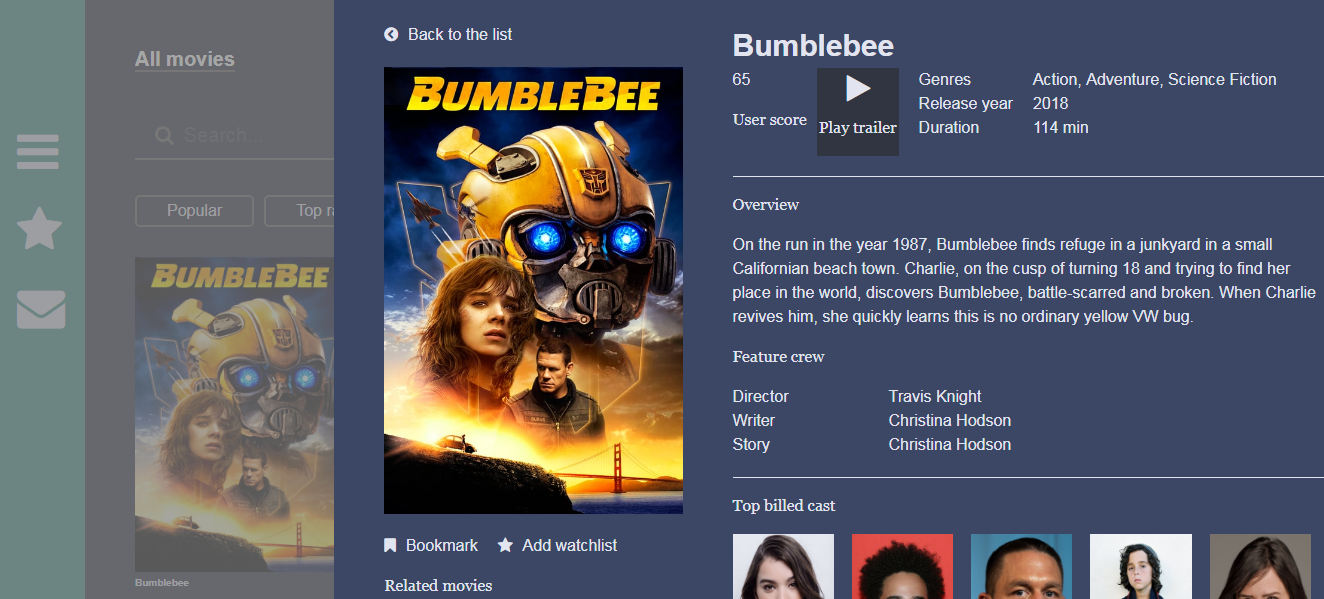 All movies
Search...
Popular
Top ra
BUMBLEBEE
Bumblebee
Back to the list
BUMBLEBEE
Bookmark
Add watchlist
Related movies
Bumblebee
65
User score
Play trailer
Genres Action, Adventure, Science Fiction
Release year 2018
Duration 114 min
Overview
On the run in the year 1987, Bumblebee finds refuge in a junkyard in a small
Californian beach town. Charlie, on the cusp of turning 18 and trying to find her
place in the world, discovers Bumblebee, battle-scarred and broken. When Charlie
revives him, she quickly learns this is no ordinary yellow VW bug.
Feature crew
Director Travis Knight
Writer Christina Hodson
Story Christina Hodson
Top billed cast